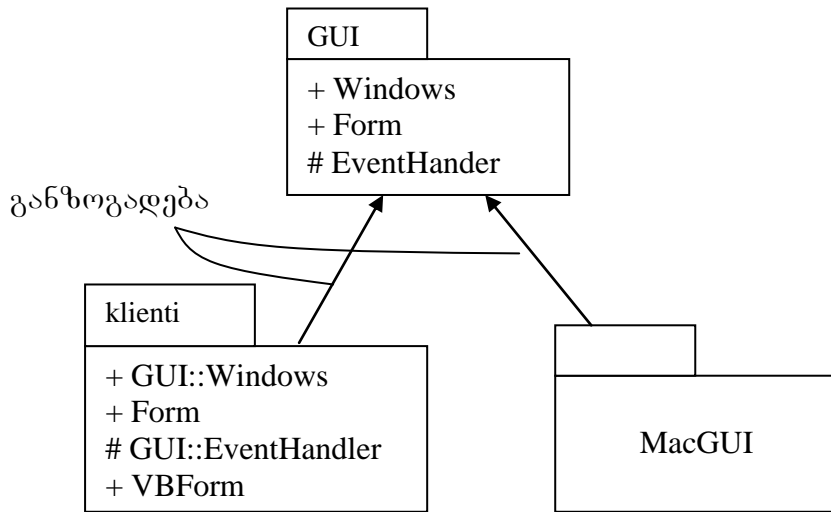 GUI
+ Windows
+ Form
# EventHander
განზოგადება
klienti
+ GUI::Windows
+ Form
# GUI::EventHandler
+ VBForm
MacGUI